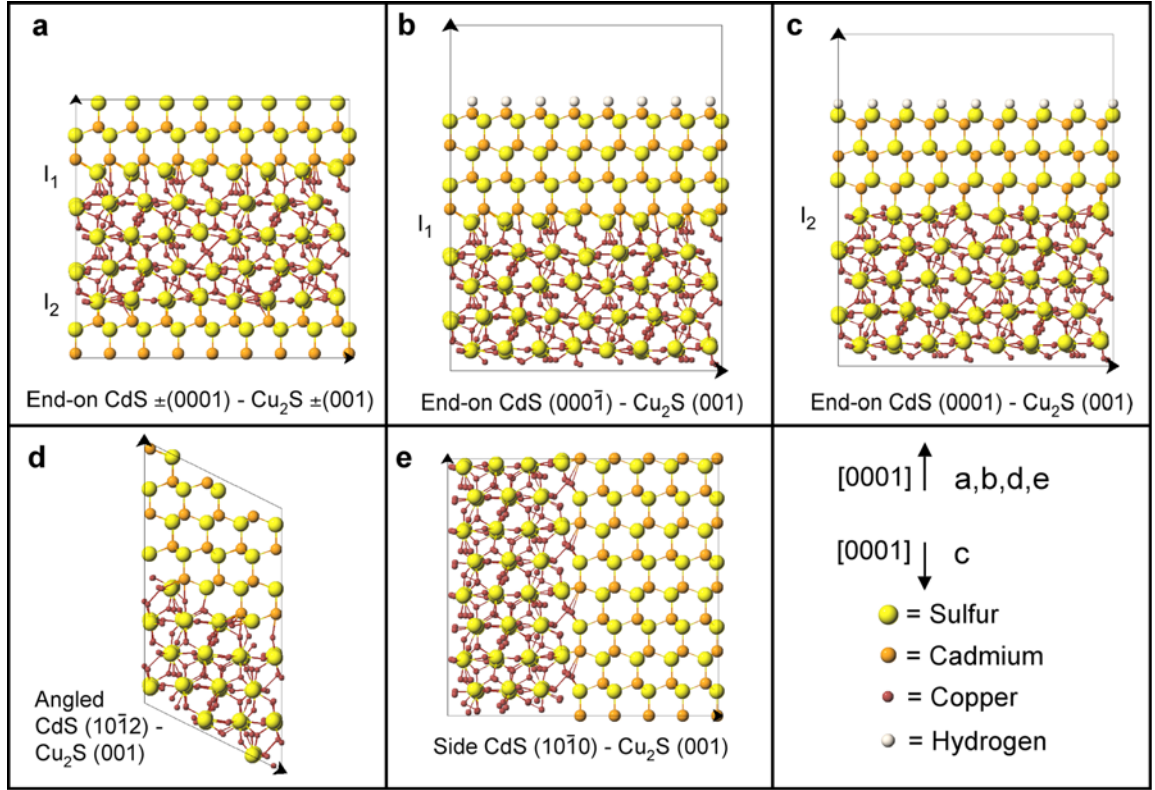 a
I₁
I₂
End-on CdS ±(0001) - Cu₂S ±(001)
b
I₁
End-on CdS (0001̄) - Cu₂S (001)
c
I₂
End-on CdS (0001) - Cu₂S (001)
d
Angled
CdS (101̄2) -
Cu₂S (001)
e
Side CdS (101̄0) - Cu₂S (001)
[0001] a,b,d,e
[0001] c
= Sulfur
= Cadmium
= Copper
= Hydrogen